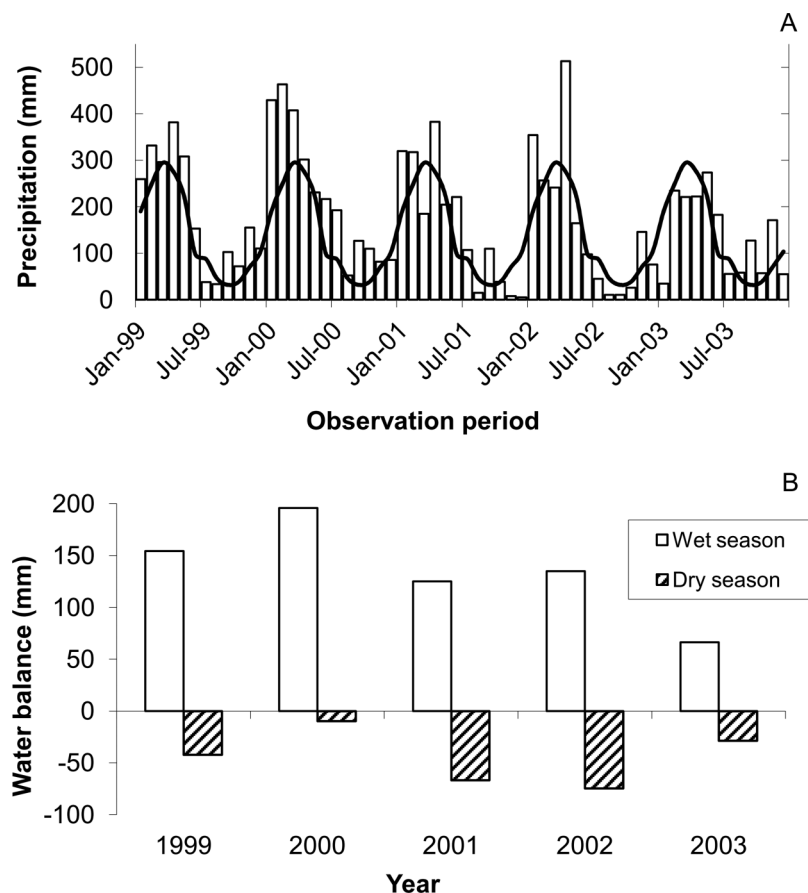 A
Precipitation (mm)
500
400
300
200
100
0
Jan-99
Jul-99
Jan-00
Jul-00
Jan-01
Jul-01
Jan-02
Jul-02
Jan-03
Jul-03
Observation period
B
Water balance (mm)
200
150
100
50
0
-50
-100
Wet season
Dry season
1999
2000
2001
2002
2003
Year